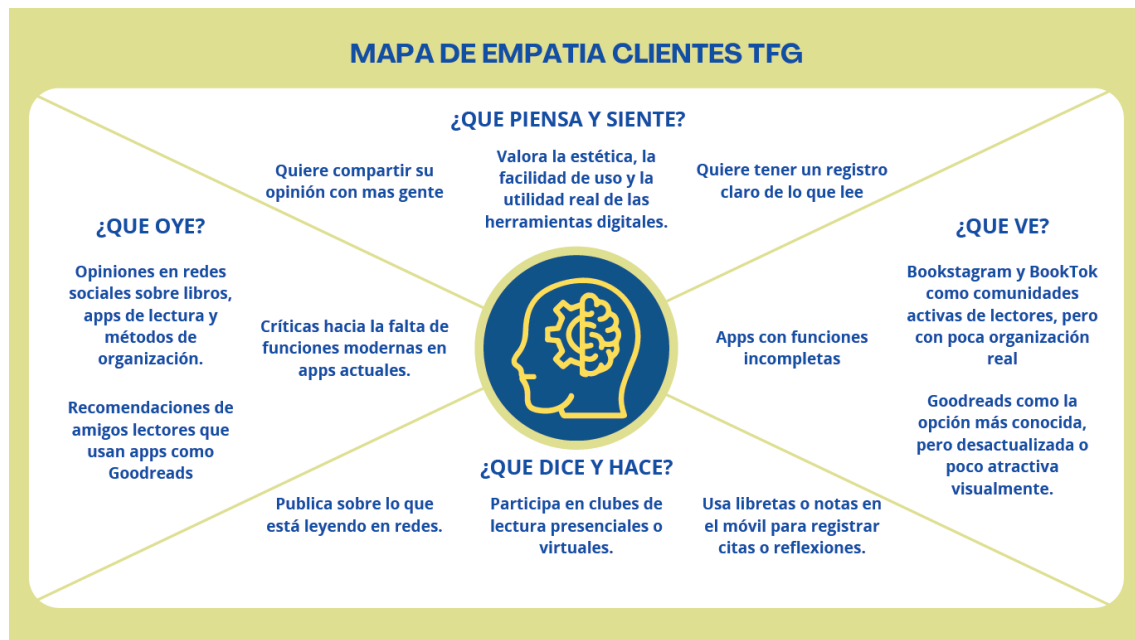 MAPA DE EMPATIA CLIENTES TFG
¿QUE PIENSA Y SIENTE?
Quiere compartir su
opinión con mas gente
Valora la estética, la
facilidad de uso y la
utilidad real de las
herramientas digitales.
Quiere tener un registro
claro de lo que lee
¿QUE OYE?
Opiniones en redes
sociales sobre libros,
apps de lectura y
métodos de
organización.
Recomendaciones de
amigos lectores que
usan apps como
Goodreads
Críticas hacia la falta de
funciones modernas en
apps actuales.
¿QUE VE?
Apps con funciones
incompletas
Bookstagram y BookTok
como comunidades
activas de lectores, pero
con poca organización
real
Goodreads como la
opción más conocida,
pero desactualizada o
poco atractiva
visualmente.
¿QUE DICE Y HACE?
Publica sobre lo que
está leyendo en redes.
Participa en clubes de
lectura presenciales o
virtuales.
Usa libretas o notas en
el móvil para registrar
citas o reflexiones.